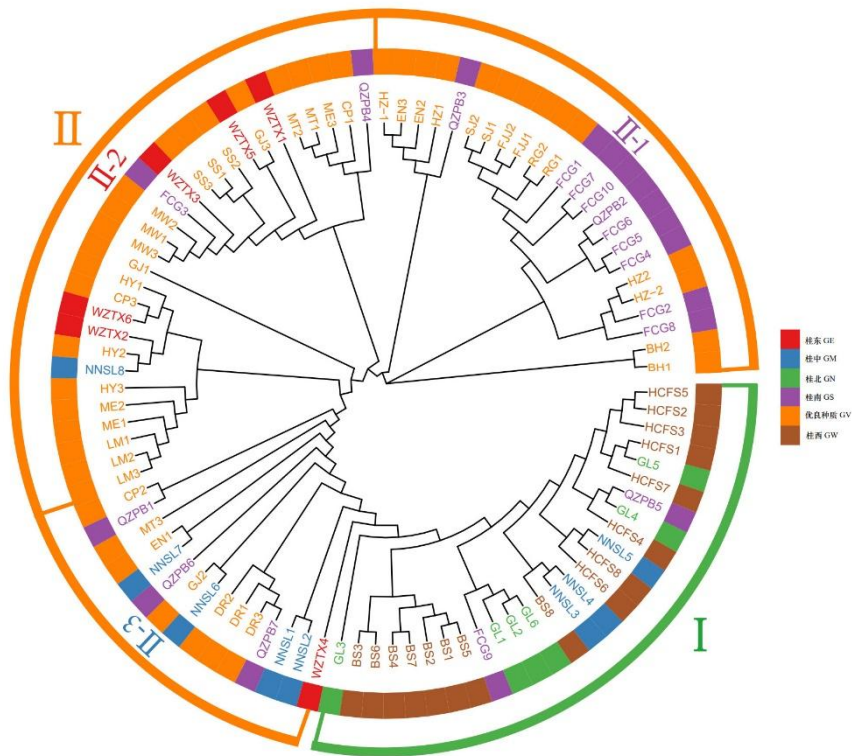 II
II-1
II-2
II-3
I
QZPB4
HZ-1
EN3
EN2
HZ1
QZPB3
SJ2
SJ1
FJJ2
FJJ1
RG2
RG1
FCG1
FCG7
FCG10
QZPB2
FCG6
FCG5
FCG4
HZ2
HZ-2
FCG2
FCG8
BH2
BH1
HCFS5
HCFS2
HCFS3
HCFS1
GL5
HCFS7
QZPB5
GL4
HCFS4
NNSL5
HCFS8
HCFS6
NNSL4
NNSL3
BS8
GL6
GL2
GL1
FCG9
BS5
BS1
BS2
BS7
BS4
BS6
BS3
GL3
WZTX4
NNSL2
NNSL1
QZPB7
DR3
DR1
DR2
NNSL6
GJ2
QZPB6
NNSL7
EN1
MT3
QZPB1
CP2
LM3
LM2
LM1
ME1
ME2
HY3
NNSL8
HY2
WZTX2
WZTX6
CP3
HY1
GJ1
MW3
MW1
MW2
FCG3
WZTX3
SS3
SS1
SS2
WZTX5
GJ3
WZTX1
MT2
MT1
ME3
CP1
桂东 GE
桂中 GM
桂北 GN
桂南 GS
优良种质 GV
桂西 GW